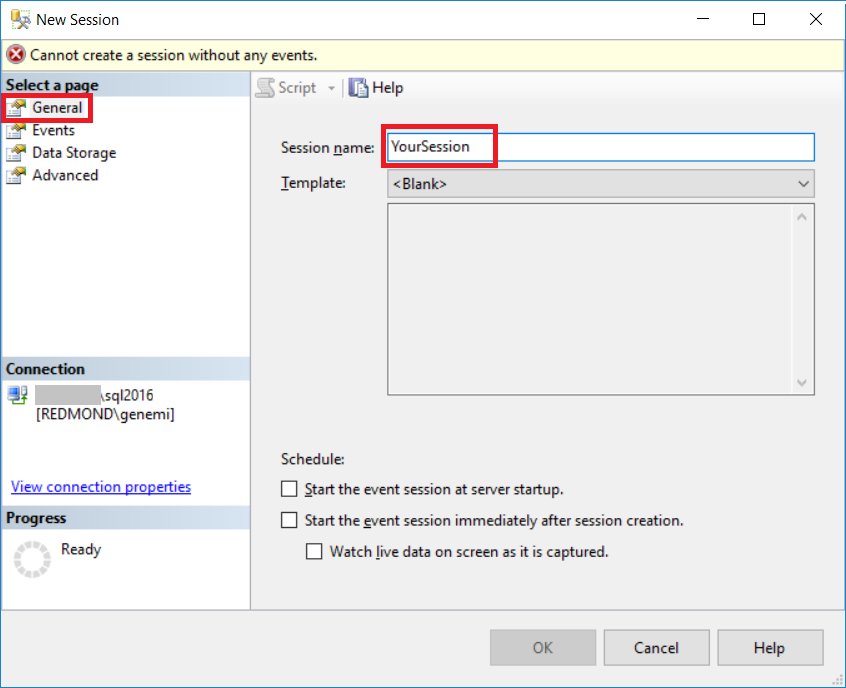 New Session
Cannot create a session without any events.
Select a page
General
Events
Data Storage
Advanced
Connection
\sql2016
[REDMOND\genemi]
View connection properties
Progress
Ready
Script
Help
Session name: YourSession
Template: <Blank>
Schedule:
Start the event session at server startup.
Start the event session immediately after session creation.
Watch live data on screen as it is captured.
OK
Cancel
Help